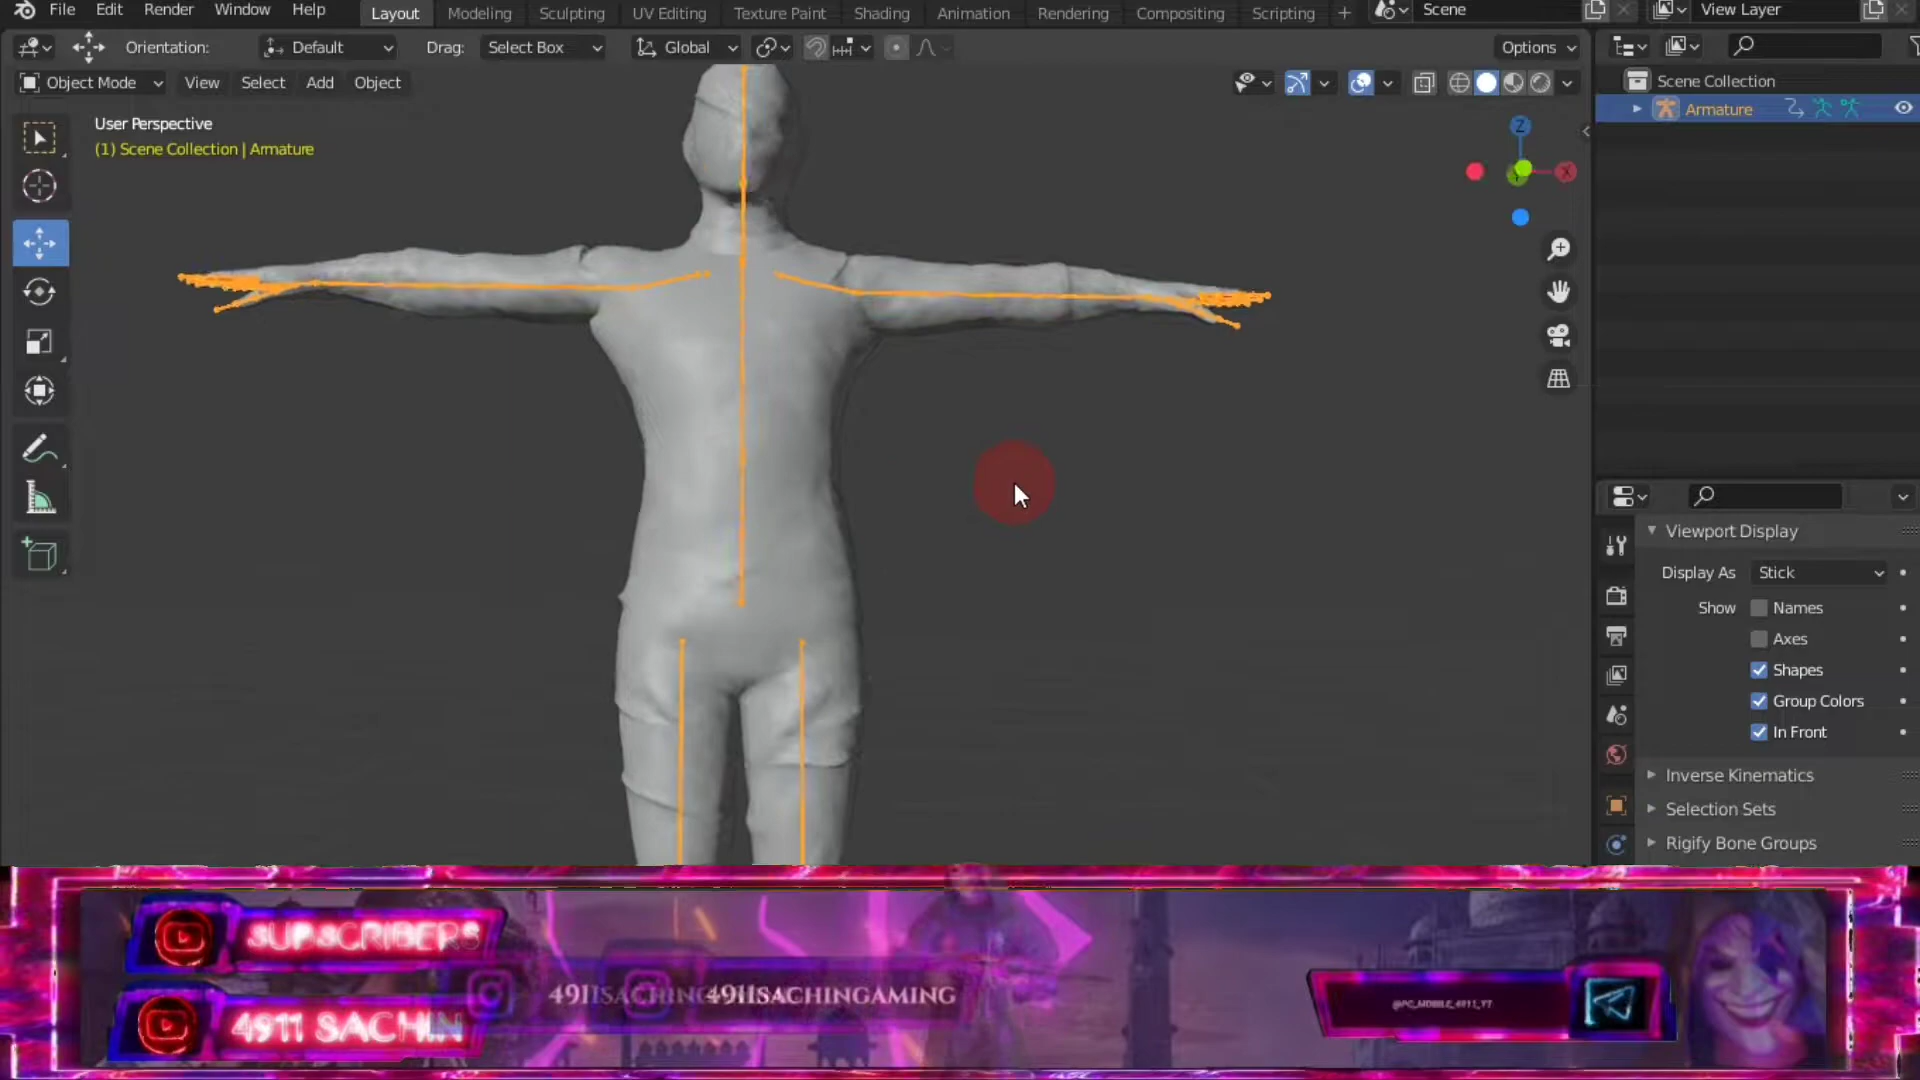 File Edit Render Window Help Layout Modeling Sculpting UV Editing Texture Paint Shading Animation Rendering Compositing Scripting + Scene View Layer
Orientation: Default Drag: Select Box Global Options
Object Mode View Select Add Object
Scene Collection
Armature
User Perspective
(1) Scene Collection | Armature
Z
X
Viewport Display
Display As Stick
Show Names
Axes
Shapes
Group Colors
In Front
Inverse Kinematics
Selection Sets
Rigify Bone Groups
SUPSCRIBERS
4911 SACHIN
4911SACHINGAMING
@PC_MOBILE_4911_YT